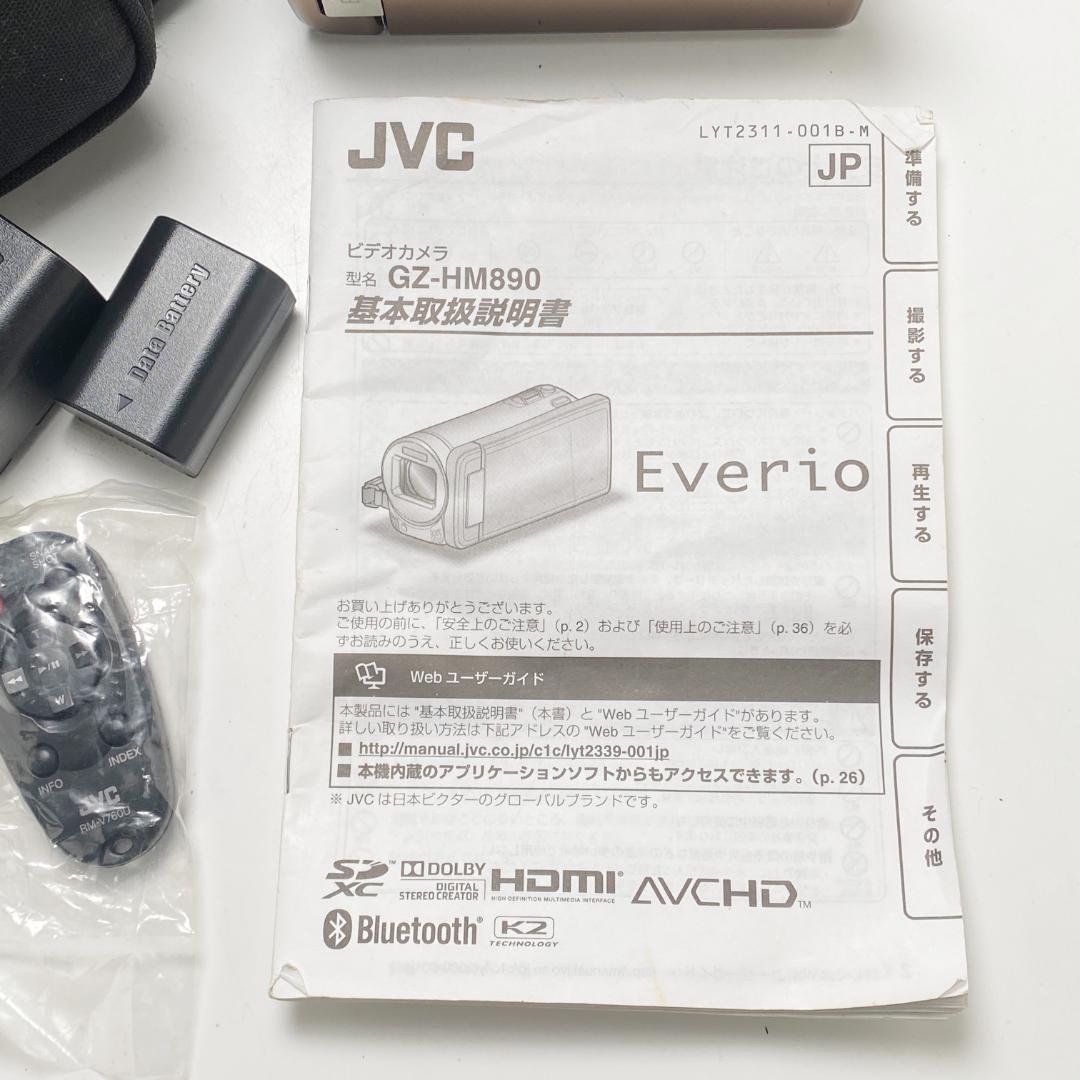 JVC
LYT2311-001B-M
JP
ビデオカメラ
型名 GZ-HM890
基本取扱説明書
Everio
お買い上げありがとうございます。
ご使用の前に、「安全上のご注意」（p. 2）および「使用上のご注意」（p. 36）を必
ずお読みのうえ、正しくお使いください。
Web ユーザーガイド
本製品には "基本取扱説明書"（本書）と "Web ユーザーガイド"があります。
詳しい取り扱い方法は下記アドレスの "Web ユーザーガイド"をご覧ください。
■ http://manual.jvc.co.jp/c1c/lyt2339-001jp
■ 本機内蔵のアプリケーションソフトからもアクセスできます。（p. 26）
※ JVC は日本ビクターのグローバルブランドです。
SD XC™
DOLBY
DIGITAL
STEREO CREATOR
HDMI®
HIGH-DEFINITION MULTIMEDIA INTERFACE
AVCHD™
Bluetooth®
K2
TECHNOLOGY
準備する
撮影する
再生する
保存する
その他
Data Battery
SNAP
SHOT
W
INDEX
INFO
JVC
RM-V760U